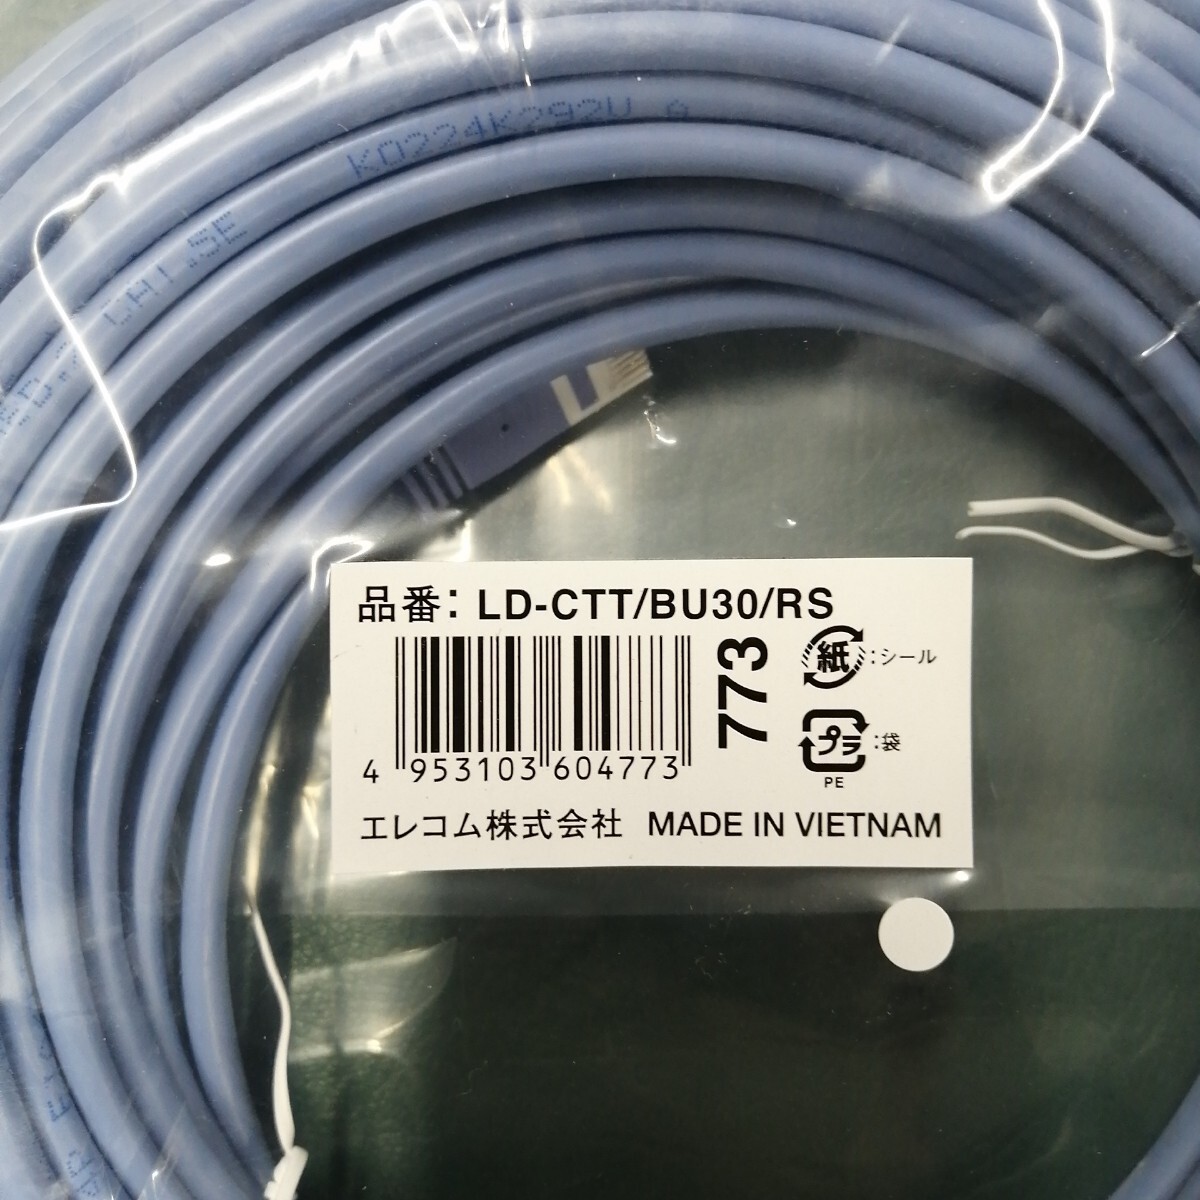 K0224K292U
品番: LD-CTT/BU30/RS
773
紙 :シール
プラ :袋
PE
4 953103 604773
エレコム株式会社 MADE IN VIETNAM